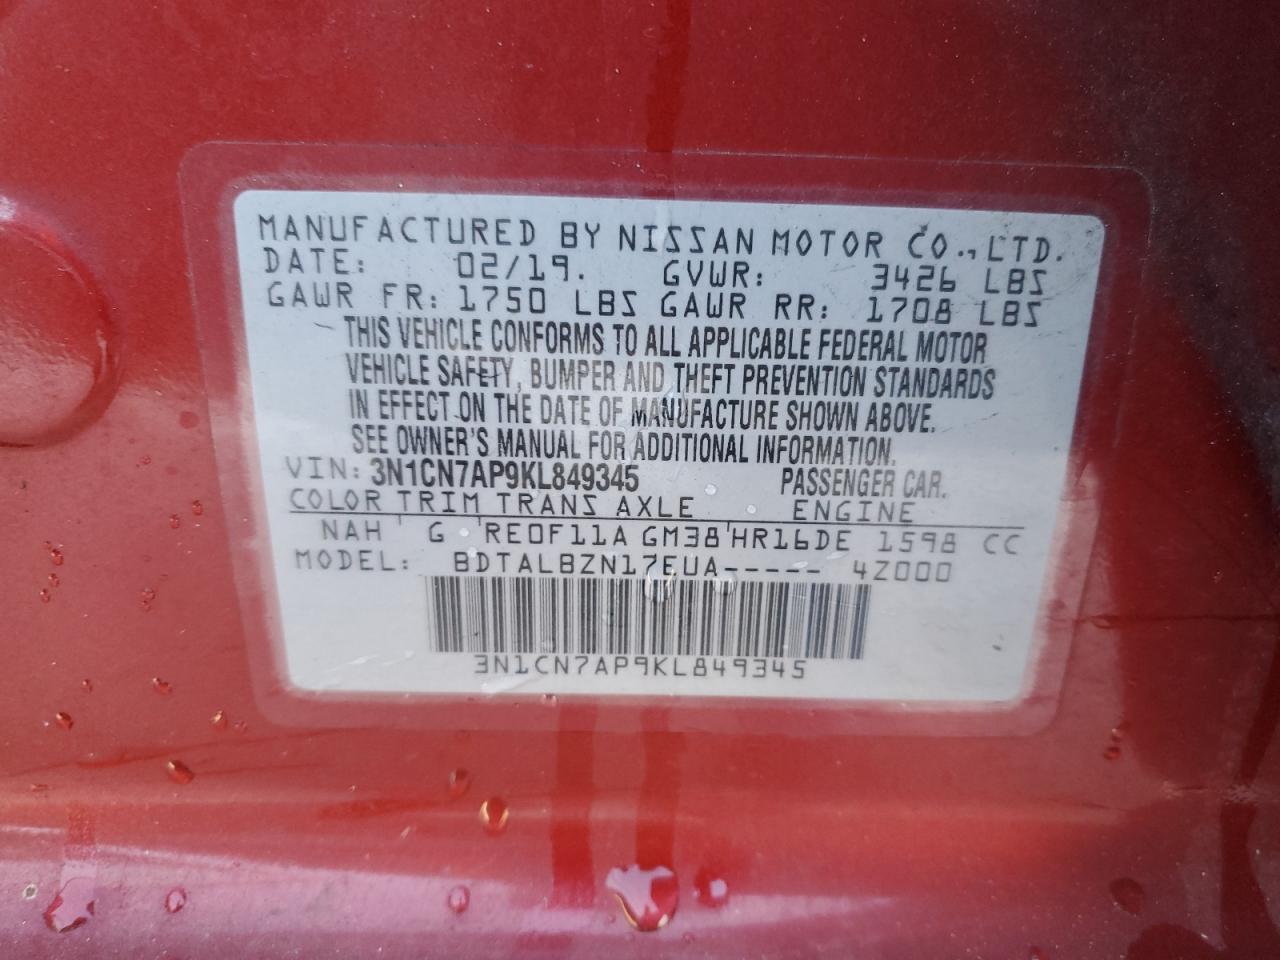 MANUFACTURED BY NISSAN MOTOR CO., LTD.
DATE: 02/19. GVWR: 3426 LBS
GAWR FR: 1750 LBS GAWR RR: 1708 LBS
THIS VEHICLE CONFORMS TO ALL APPLICABLE FEDERAL MOTOR
VEHICLE SAFETY, BUMPER AND THEFT PREVENTION STANDARDS
IN EFFECT ON THE DATE OF MANUFACTURE SHOWN ABOVE.
SEE OWNER'S MANUAL FOR ADDITIONAL INFORMATION.
VIN: 3N1CN7AP9KL849345 PASSENGER CAR.
COLOR TRIM TRANS AXLE ENGINE
NAH G RE0F11A GM38 HR16DE 1598 CC
MODEL: BDTALBZN17EUA----- 4Z000
3N1CN7AP9KL849345